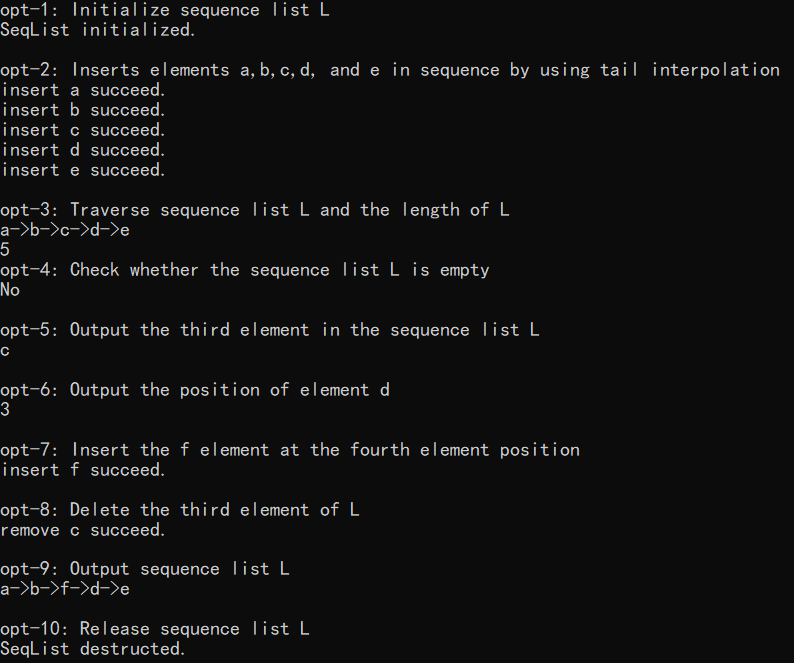 opt-1: Initialize sequence list L
SeqList initialized.
opt-2: Inserts elements a,b,c,d, and e in sequence by using tail interpolation
insert a succeed.
insert b succeed.
insert c succeed.
insert d succeed.
insert e succeed.
opt-3: Traverse sequence list L and the length of L
a->b->c->d->e
5
opt-4: Check whether the sequence list L is empty
No
opt-5: Output the third element in the sequence list L
c
opt-6: Output the position of element d
3
opt-7: Insert the f element at the fourth element position
insert f succeed.
opt-8: Delete the third element of L
remove c succeed.
opt-9: Output sequence list L
a->b->f->d->e
opt-10: Release sequence list L
SeqList destructed.